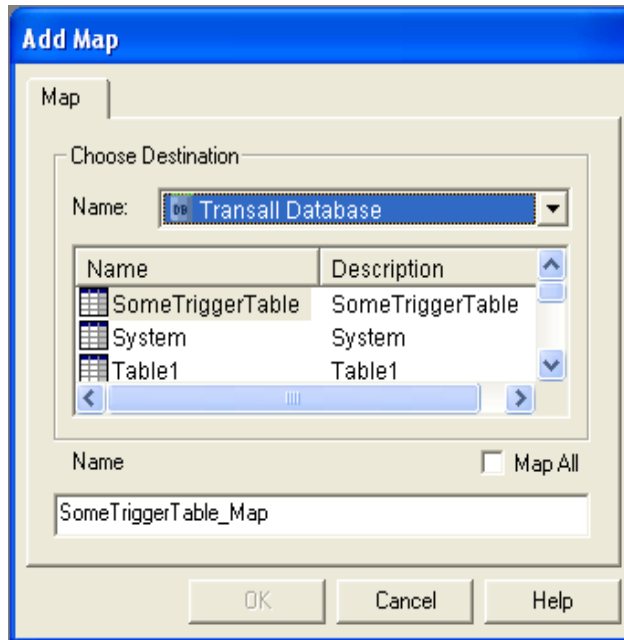 Add Map
Map
Choose Destination
Name: DB Transall Database
Name Description
SomeTriggerTable SomeTriggerTable
System System
Table1 Table1
Name Map All
SomeTriggerTable_Map
OK Cancel Help